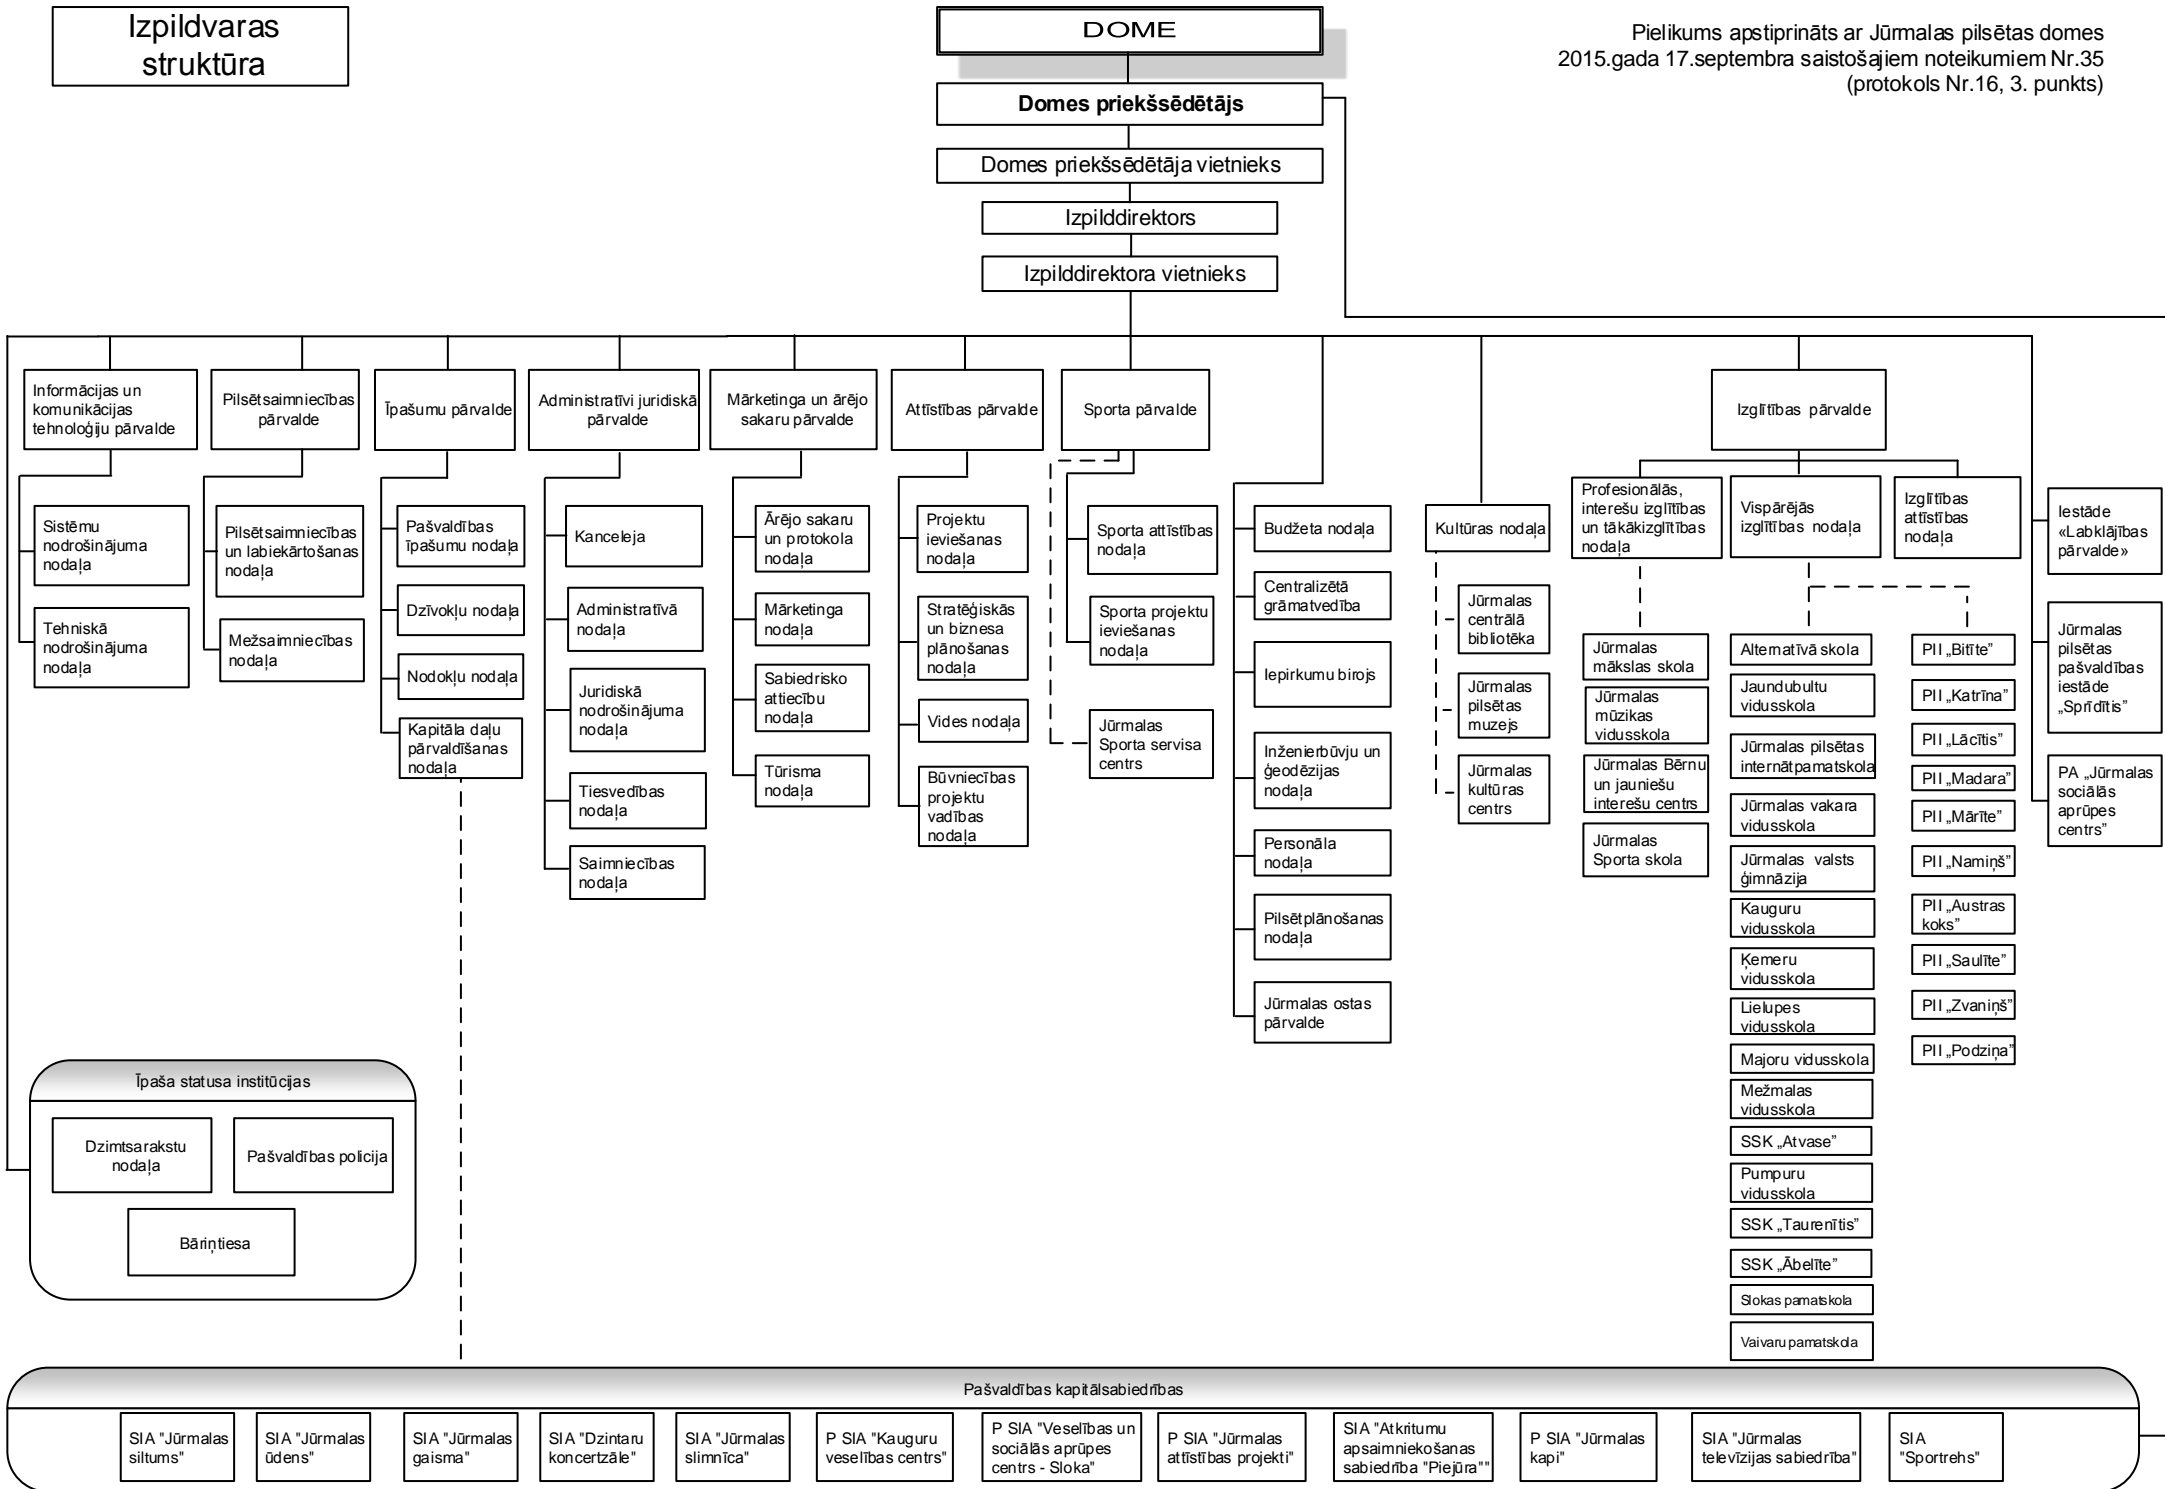 Izpildvaras
struktūra
DOME
Pielikums apstiprināts ar Jūrmalas pilsētas domes
2015.gada 17.septembra saistošajiem noteikumiem Nr.35
(protokols Nr.16, 3. punkts)
Domes priekšsēdētājs
Domes priekšsēdētāja vietnieks
Izpilddirektors
Izpilddirektora vietnieks
Informācijas un
komunikācijas
tehnoloģiju pārvalde
Pilsētsaimniecības
pārvalde
Īpašumu pārvalde
Administratīvi juridiskā
pārvalde
Mārketinga un ārējo
sakaru pārvalde
Attīstības pārvalde
Sporta pārvalde
Izglītības pārvalde
Sistēmu
nodrošinājuma
nodaļa
Tehniskā
nodrošinājuma
nodaļa
Pilsētsaimniecības
un labiekārtošanas
nodaļa
Mežsaimniecības
nodaļa
Pašvaldības
īpašumu nodaļa
Dzīvokļu nodaļa
Nodokļu nodaļa
Kapitāla daļu
pārvaldīšanas
nodaļa
Kanceleja
Administratīvā
nodaļa
Juridiskā
nodrošinājuma
nodaļa
Tiesvedības
nodaļa
Saimniecības
nodaļa
Ārējo sakaru
un protokola
nodaļa
Mārketinga
nodaļa
Sabiedrisko
attiecību
nodaļa
Tūrisma
nodaļa
Projektu
ieviešanas
nodaļa
Stratēģiskās
un biznesa
plānošanas
nodaļa
Vides nodaļa
Būvniecības
projektu
vadības
nodaļa
Sporta attīstības
nodaļa
Sporta projektu
ieviešanas
nodaļa
Jūrmalas
Sporta servisa
centrs
Budžeta nodaļa
Centralizētā
grāmatvedība
Iepirkumu birojs
Inženierbūvju un
ģeodēzijas
nodaļa
Personāla
nodaļa
Pilsētplānošanas
nodaļa
Jūrmalas ostas
pārvalde
Kultūras nodaļa
Jūrmalas
centrālā
bibliotēka
Jūrmalas
pilsētas
muzejs
Jūrmalas
kultūras
centrs
Profesionālās,
interešu izglītības
un tākākizglītības
nodaļa
Jūrmalas
mākslas skola
Jūrmalas
mūzikas
vidusskola
Jūrmalas Bērnu
un jauniešu
interešu centrs
Jūrmalas
Sporta skola
Vispārējās
izglītības nodaļa
Alternatīvā skola
Jaundubultu
vidusskola
Jūrmalas pilsētas
internātpamatskola
Jūrmalas vakara
vidusskola
Jūrmalas valsts
ģimnāzija
Kauguru
vidusskola
Ķemeru
vidusskola
Lielupes
vidusskola
Majoru vidusskola
Mežmalas
vidusskola
SSK „Atvase”
Pumpuru
vidusskola
SSK „Taurenītis”
SSK „Ābelīte”
Slokas pamatskola
Vaivaru pamatskola
Izglītības
attīstības
nodaļa
PII „Bitīte”
PII „Katrīna”
PII „Lācītis”
PII „Madara”
PII „Mārīte”
PII „Namiņš”
PII „Austras
koks”
PII „Saulīte”
PII „Zvaniņš”
PII „Podziņa”
Iestāde
«Labklājības
pārvalde»
Jūrmalas
pilsētas
pašvaldības
iestāde
„Sprīdītis”
PA „Jūrmalas
sociālās
aprūpes
centrs”
Īpaša statusa institūcijas
Dzimtsarakstu
nodaļa
Pašvaldības policija
Bāriņtiesa
Pašvaldības kapitālsabiedrības
SIA "Jūrmalas
siltums"
SIA "Jūrmalas
ūdens"
SIA "Jūrmalas
gaisma"
SIA "Dzintaru
koncertzāle"
SIA "Jūrmalas
slimnīca"
P SIA "Kauguru
veselības centrs"
P SIA "Veselības un
sociālās aprūpes
centrs - Sloka"
P SIA "Jūrmalas
attīstības projekti"
SIA "Atkritumu
apsaimniekošanas
sabiedrība "Piejūra""
P SIA "Jūrmalas
kapi"
SIA "Jūrmalas
televīzijas sabiedrība"
SIA
"Sportrehs"